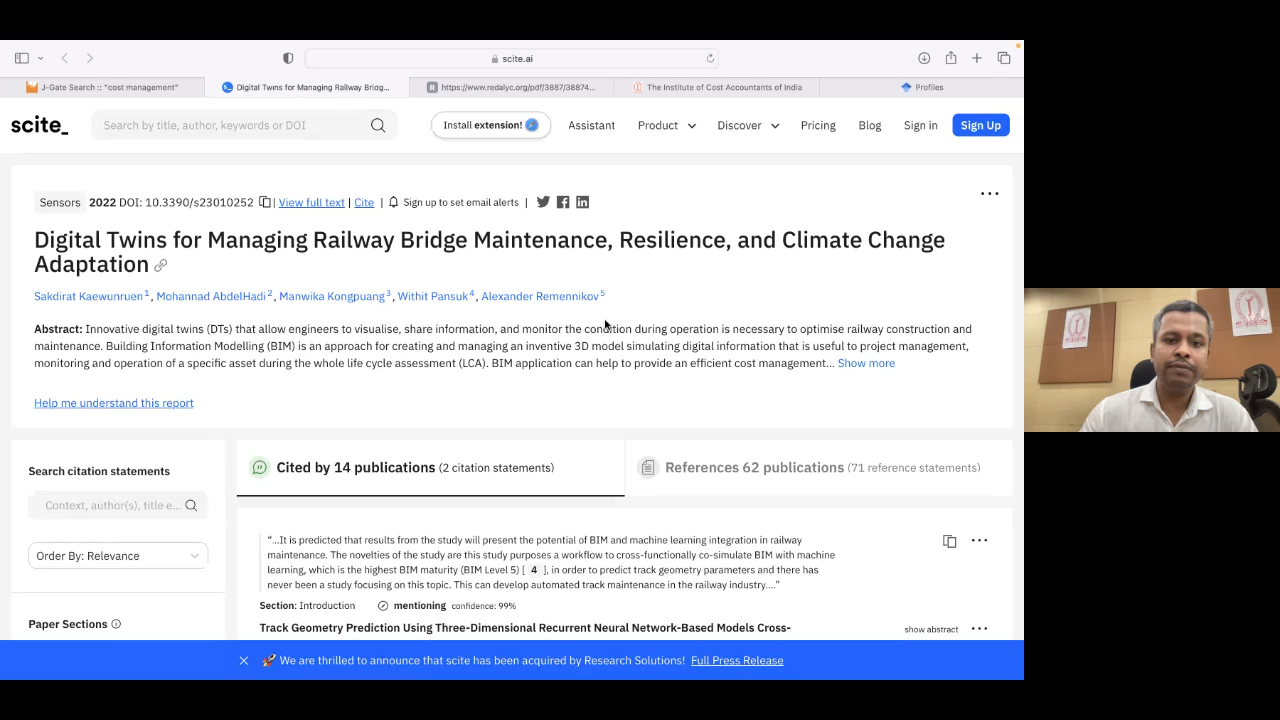 scite.ai
J-Gate Search :: "cost management"
Digital Twins for Managing Railway Bridg...
https://www.redalyc.org/pdf/3887/38874...
The Institute of Cost Accountants of India
Profiles
scite_
Search by title, author, keywords or DOI
Install extension!
Assistant
Product
Discover
Pricing
Blog
Sign in
Sign Up
Sensors 2022 DOI: 10.3390/s23010252 | View full text | Cite | Sign up to set email alerts |
Digital Twins for Managing Railway Bridge Maintenance, Resilience, and Climate Change
Adaptation
Sakdirat Kaewunruen1, Mohannad AbdelHadi2, Manwika Kongpuang3, Withit Pansuk4, Alexander Remennikov5
Abstract: Innovative digital twins (DTs) that allow engineers to visualise, share information, and monitor the condition during operation is necessary to optimise railway construction and
maintenance. Building Information Modelling (BIM) is an approach for creating and managing an inventive 3D model simulating digital information that is useful to project management,
monitoring and operation of a specific asset during the whole life cycle assessment (LCA). BIM application can help to provide an efficient cost management... Show more
Help me understand this report
Search citation statements
Context, author(s), title e...
Order By: Relevance
Paper Sections
Cited by 14 publications (2 citation statements)
References 62 publications (71 reference statements)
"...It is predicted that results from the study will present the potential of BIM and machine learning integration in railway
maintenance. The novelties of the study are this study purposes a workflow to cross-functionally co-simulate BIM with machine
learning, which is the highest BIM maturity (BIM Level 5) [ 4 ], in order to predict track geometry parameters and there has
never been a study focusing on this topic. This can develop automated track maintenance in the railway industry...."
Section: Introduction mentioning confidence: 99%
Track Geometry Prediction Using Three-Dimensional Recurrent Neural Network-Based Models Cross-
show abstract
🚀 We are thrilled to announce that scite has been acquired by Research Solutions! Full Press Release